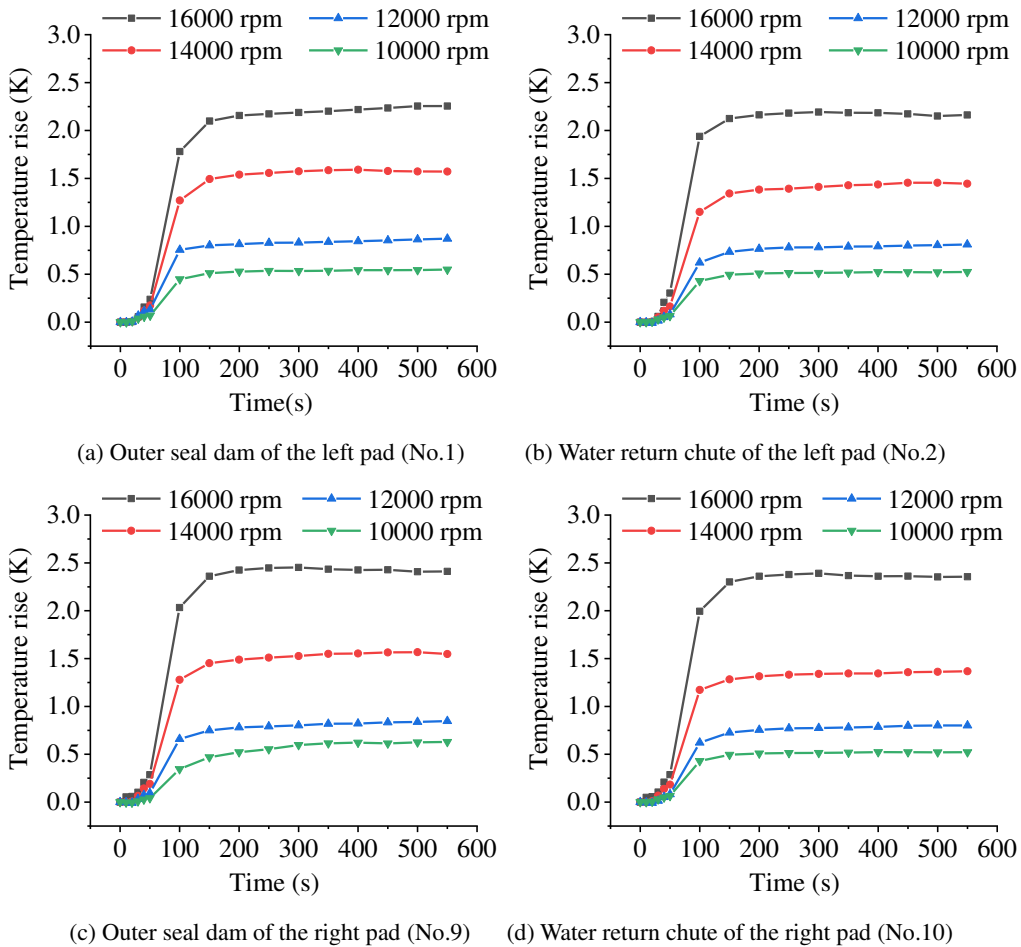 16000 rpm 12000 rpm
14000 rpm 10000 rpm
Temperature rise (K)
3.0
2.5
2.0
1.5
1.0
0.5
0.0
0 100 200 300 400 500 600
Time(s)
(a) Outer seal dam of the left pad (No.1)
16000 rpm 12000 rpm
14000 rpm 10000 rpm
Temperature rise (K)
3.0
2.5
2.0
1.5
1.0
0.5
0.0
0 100 200 300 400 500 600
Time (s)
(b) Water return chute of the left pad (No.2)
16000 rpm 12000 rpm
14000 rpm 10000 rpm
Temperature rise (K)
3.0
2.5
2.0
1.5
1.0
0.5
0.0
0 100 200 300 400 500 600
Time (s)
(c) Outer seal dam of the right pad (No.9)
16000 rpm 12000 rpm
14000 rpm 10000 rpm
Temperature rise (K)
3.0
2.5
2.0
1.5
1.0
0.5
0.0
0 100 200 300 400 500 600
Time (s)
(d) Water return chute of the right pad (No.10)